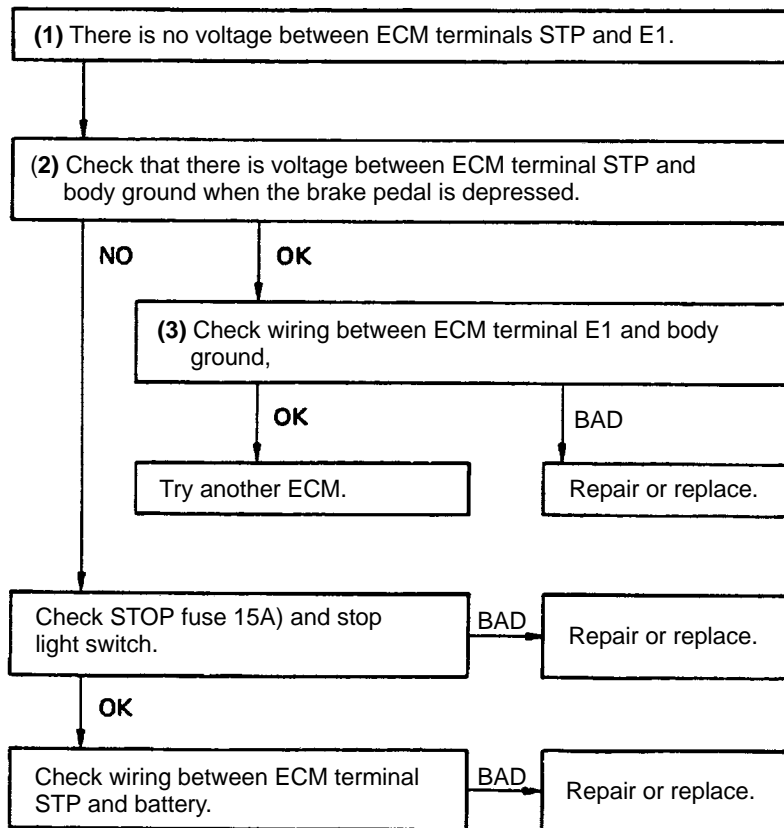 (1) There is no voltage between ECM terminals STP and E1.
(2) Check that there is voltage between ECM terminal STP and
body ground when the brake pedal is depressed.
NO
OK
(3) Check wiring between ECM terminal E1 and body
ground,
OK
BAD
Try another ECM.
Repair or replace.
Check STOP fuse 15A) and stop
light switch.
BAD
Repair or replace.
OK
Check wiring between ECM terminal
STP and battery.
BAD
Repair or replace.